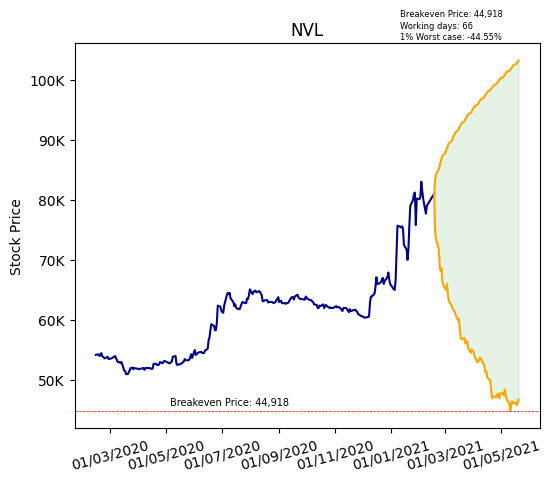 Breakeven Price: 44,918
Working days: 66
1% Worst case: -44.55%
NVL
Stock Price
100K
90K
80K
70K
60K
50K
Breakeven Price: 44,918
01/03/2020
01/05/2020
01/07/2020
01/09/2020
01/11/2020
01/01/2021
01/03/2021
01/05/2021